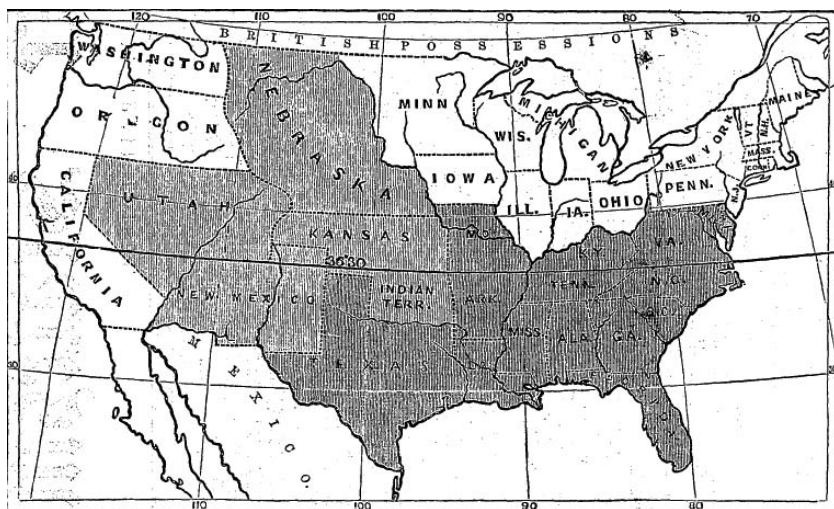 120 110 100 90 80 70
BRITISH POSSESSIONS
WASHINGTON
OREGON
CALIFORNIA
NEBRASKA
UTAH
KANSAS
36°30
NEW MEXICO
INDIAN
TERR.
TEXAS
MEXICO.
MINN
IOWA
WIS.
MICHIGAN
ILL.
IA.
OHIO
PENN.
NEW YORK
VT
N.H.
MAINE
MASS.
CONN.
N.J.
MO.
ARK.
KY.
TENN.
VA.
N.C.
S.C.
GA.
ALA.
MISS.
40
30
110 100 90 80